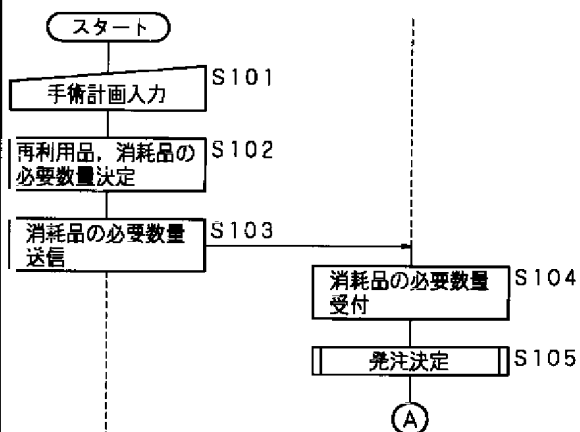 スタート
手術計画入力
S101
再利用品，消耗品の
必要数量決定
S102
消耗品の必要数量
送信
S103
消耗品の必要数量
受付
S104
発注決定
S105
A